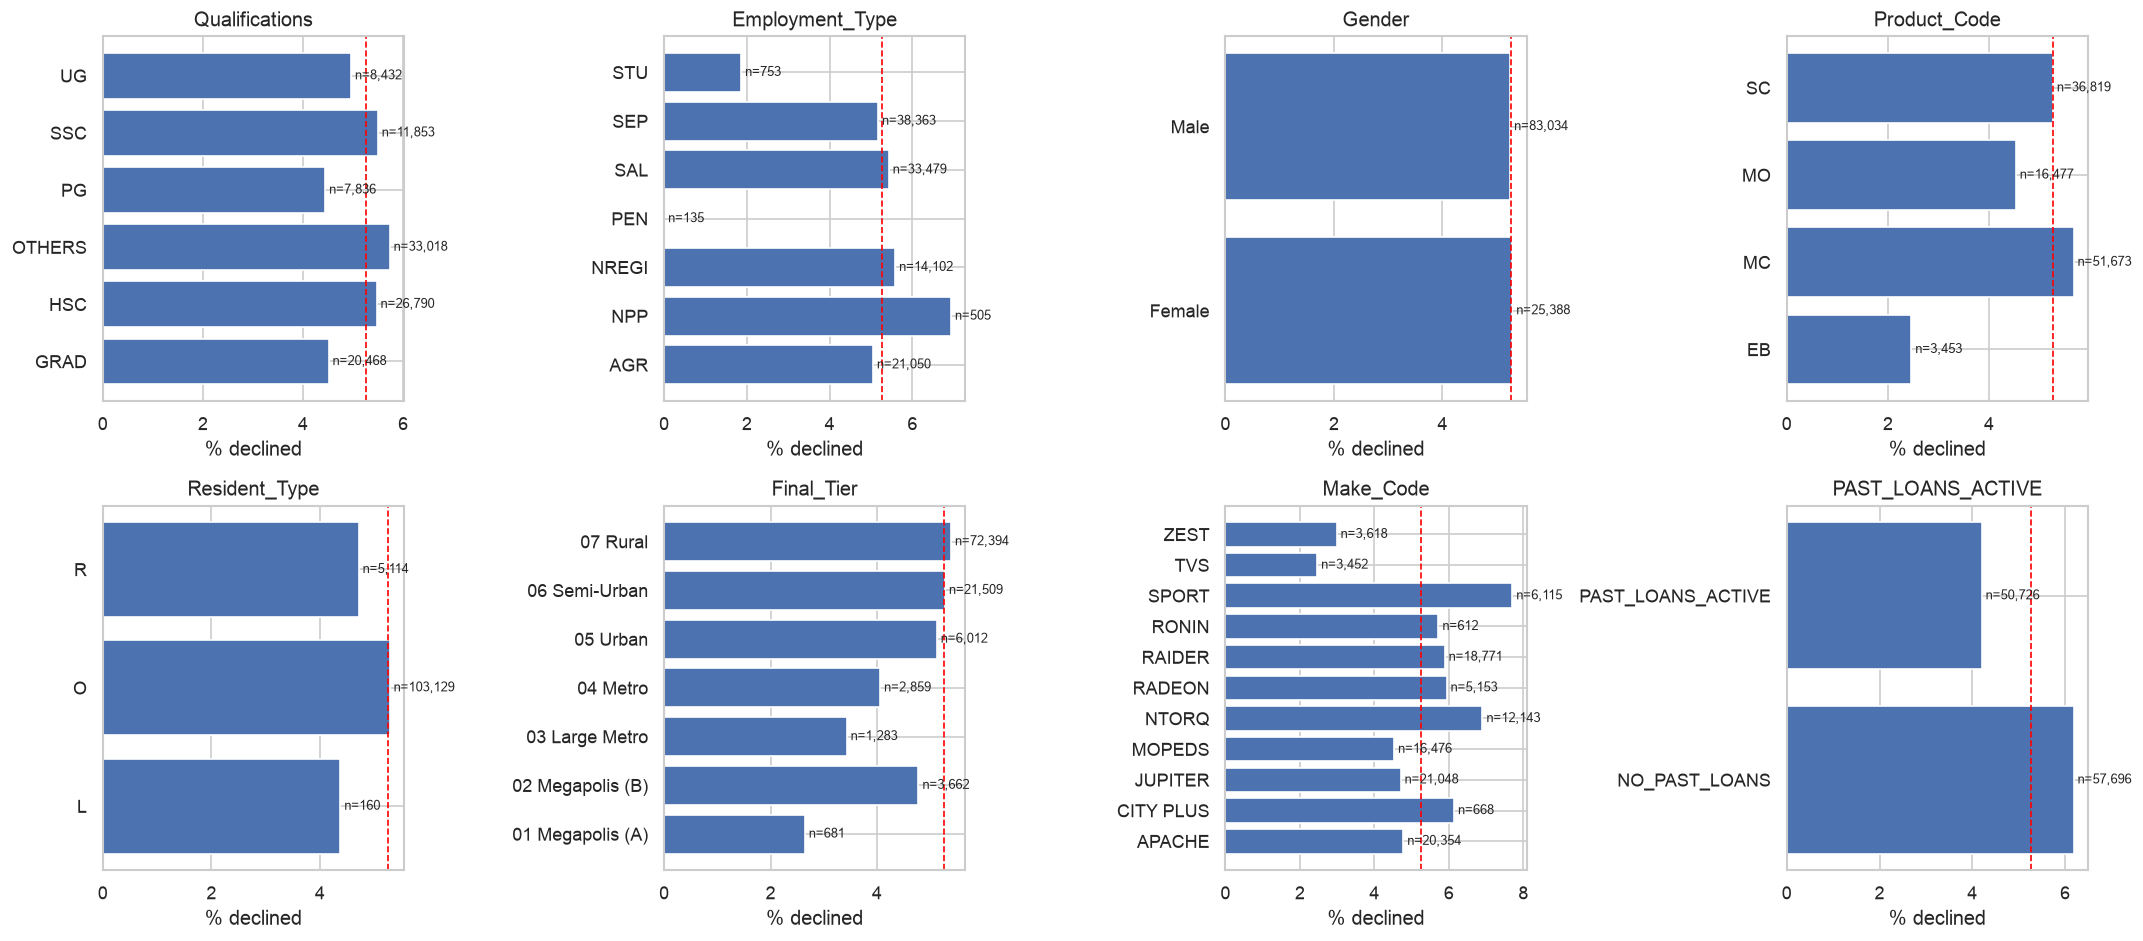 Qualifications
UG
n=8,432
SSC
n=11,853
PG
n=7,836
OTHERS
n=33,018
HSC
n=26,790
GRAD
n=20,468
0 2 4 6
% declined
Employment_Type
STU
n=753
SEP
n=38,363
SAL
n=33,479
PEN
n=135
NREGI
n=14,102
NPP
n=505
AGR
n=21,050
0 2 4 6
% declined
Gender
Male
n=83,034
Female
n=25,388
0 2 4
% declined
Product_Code
SC
n=36,819
MO
n=16,477
MC
n=51,673
EB
n=3,453
0 2 4
% declined
Resident_Type
R
n=5,114
O
n=103,129
L
n=160
0 2 4
% declined
Final_Tier
07 Rural
n=72,394
06 Semi-Urban
n=21,509
05 Urban
n=6,012
04 Metro
n=2,859
03 Large Metro
n=1,283
02 Megapolis (B)
n=3,662
01 Megapolis (A)
n=681
0 2 4
% declined
Make_Code
ZEST
n=3,618
TVS
n=3,452
SPORT
n=6,115
RONIN
n=612
RAIDER
n=18,771
RADEON
n=5,153
NTORQ
n=12,143
MOPEDS
n=16,476
JUPITER
n=21,048
CITY PLUS
n=668
APACHE
n=20,354
0 2 4 6 8
% declined
PAST_LOANS_ACTIVE
PAST_LOANS_ACTIVE
n=50,726
NO_PAST_LOANS
n=57,696
0 2 4 6
% declined